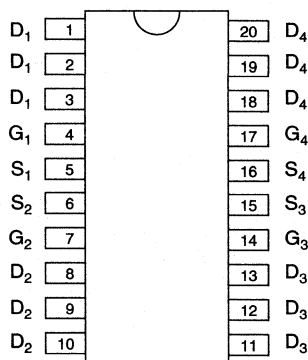 D1 1 20 D4
D1 2 19 D4
D1 3 18 D4
G1 4 17 G4
S1 5 16 S4
S2 6 15 S3
G2 7 14 G3
D2 8 13 D3
D2 9 12 D3
D2 10 11 D3